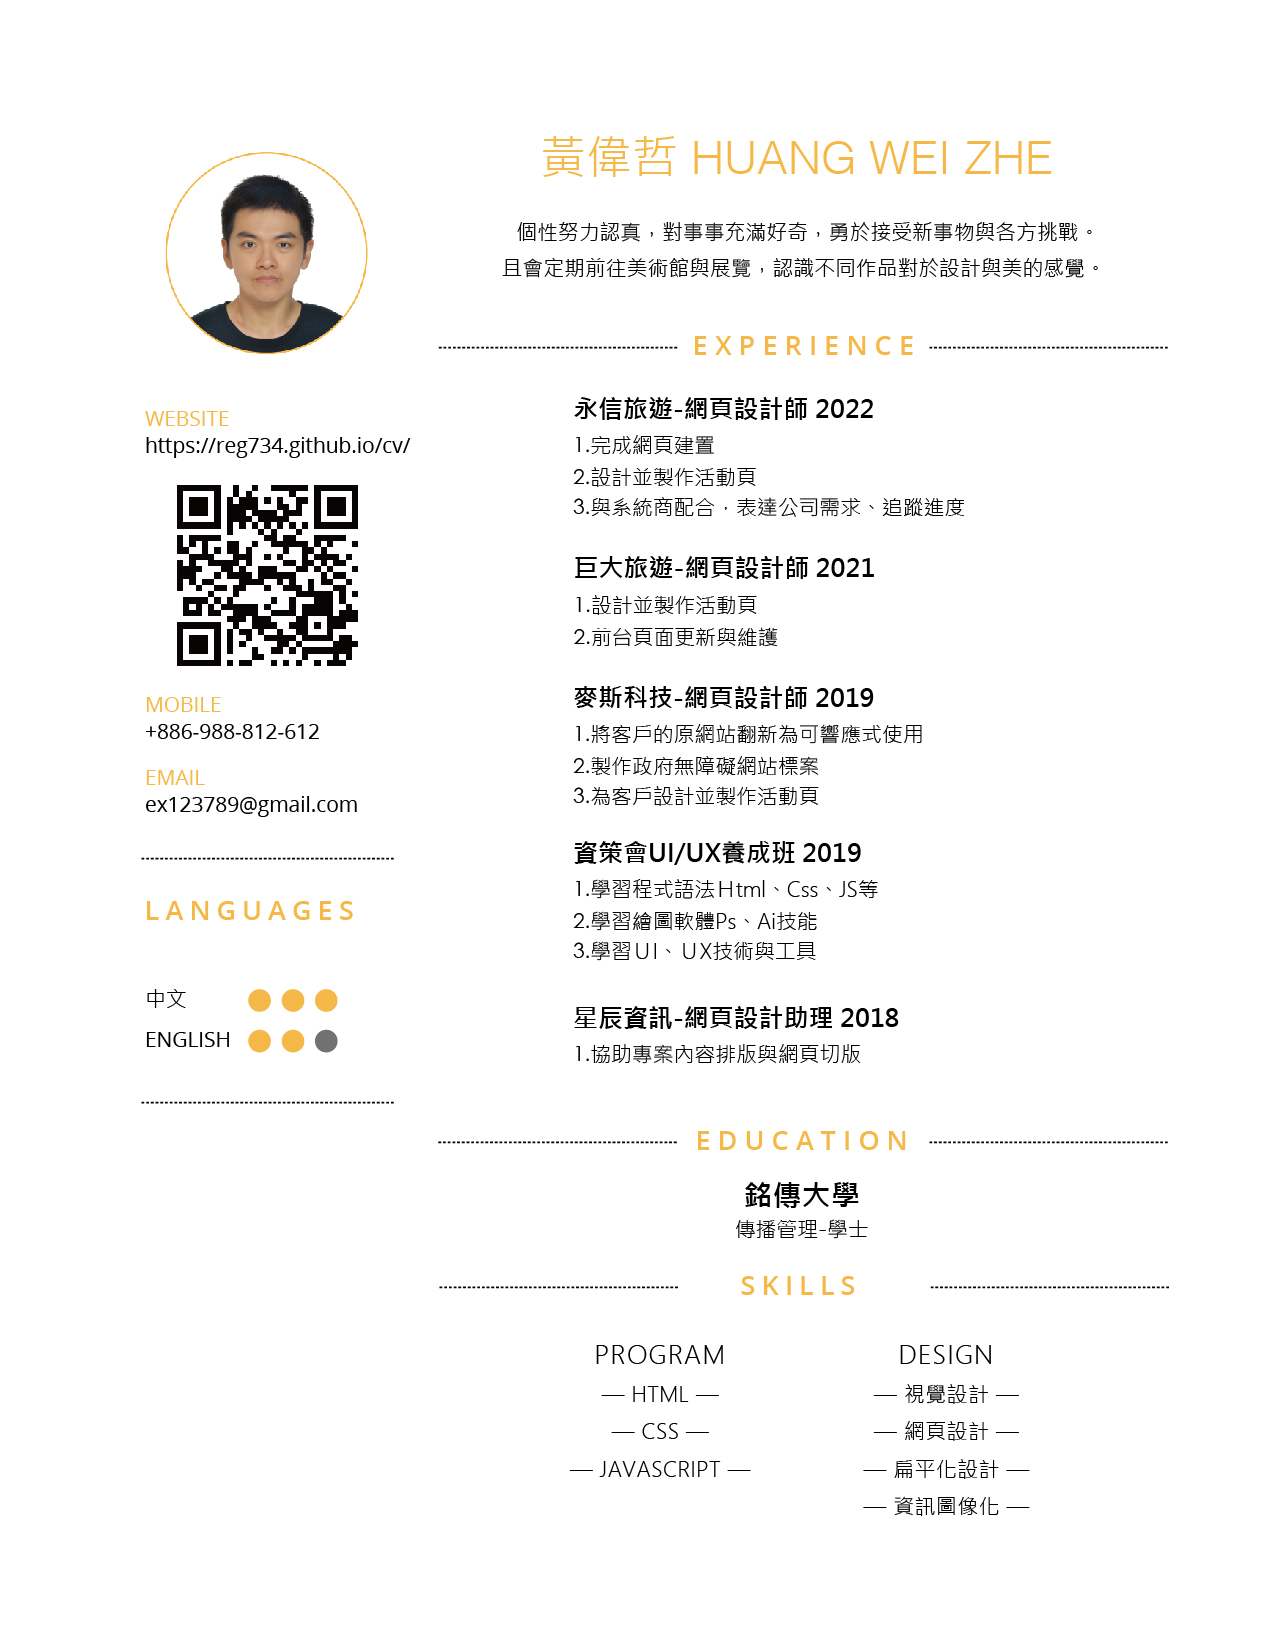 黃偉哲 HUANG WEI ZHE
個性努力認真，對事事充滿好奇，勇於接受新事物與各方挑戰。
且會定期前往美術館與展覽，認識不同作品對於設計與美的感覺。
WEBSITE
https://reg734.github.io/cv/
MOBILE
+886-988-812-612
EMAIL
ex123789@gmail.com
LANGUAGES
中文
ENGLISH
EXPERIENCE
永信旅遊-網頁設計師 2022
1.完成網頁建置
2.設計並製作活動頁
3.與系統商配合，表達公司需求、追蹤進度
巨大旅遊-網頁設計師 2021
1.設計並製作活動頁
2.前台頁面更新與維護
麥斯科技-網頁設計師 2019
1.將客戶的原網站翻新為可響應式使用
2.製作政府無障礙網站標案
3.為客戶設計並製作活動頁
資策會UI/UX養成班 2019
1.學習程式語法Html、Css、JS等
2.學習繪圖軟體Ps、Ai技能
3.學習UI、UX技術與工具
星辰資訊-網頁設計助理 2018
1.協助專案內容排版與網頁切版
EDUCATION
銘傳大學
傳播管理-學士
SKILLS
PROGRAM
— HTML —
— CSS —
— JAVASCRIPT —
DESIGN
— 視覺設計 —
— 網頁設計 —
— 扁平化設計 —
— 資訊圖像化 —